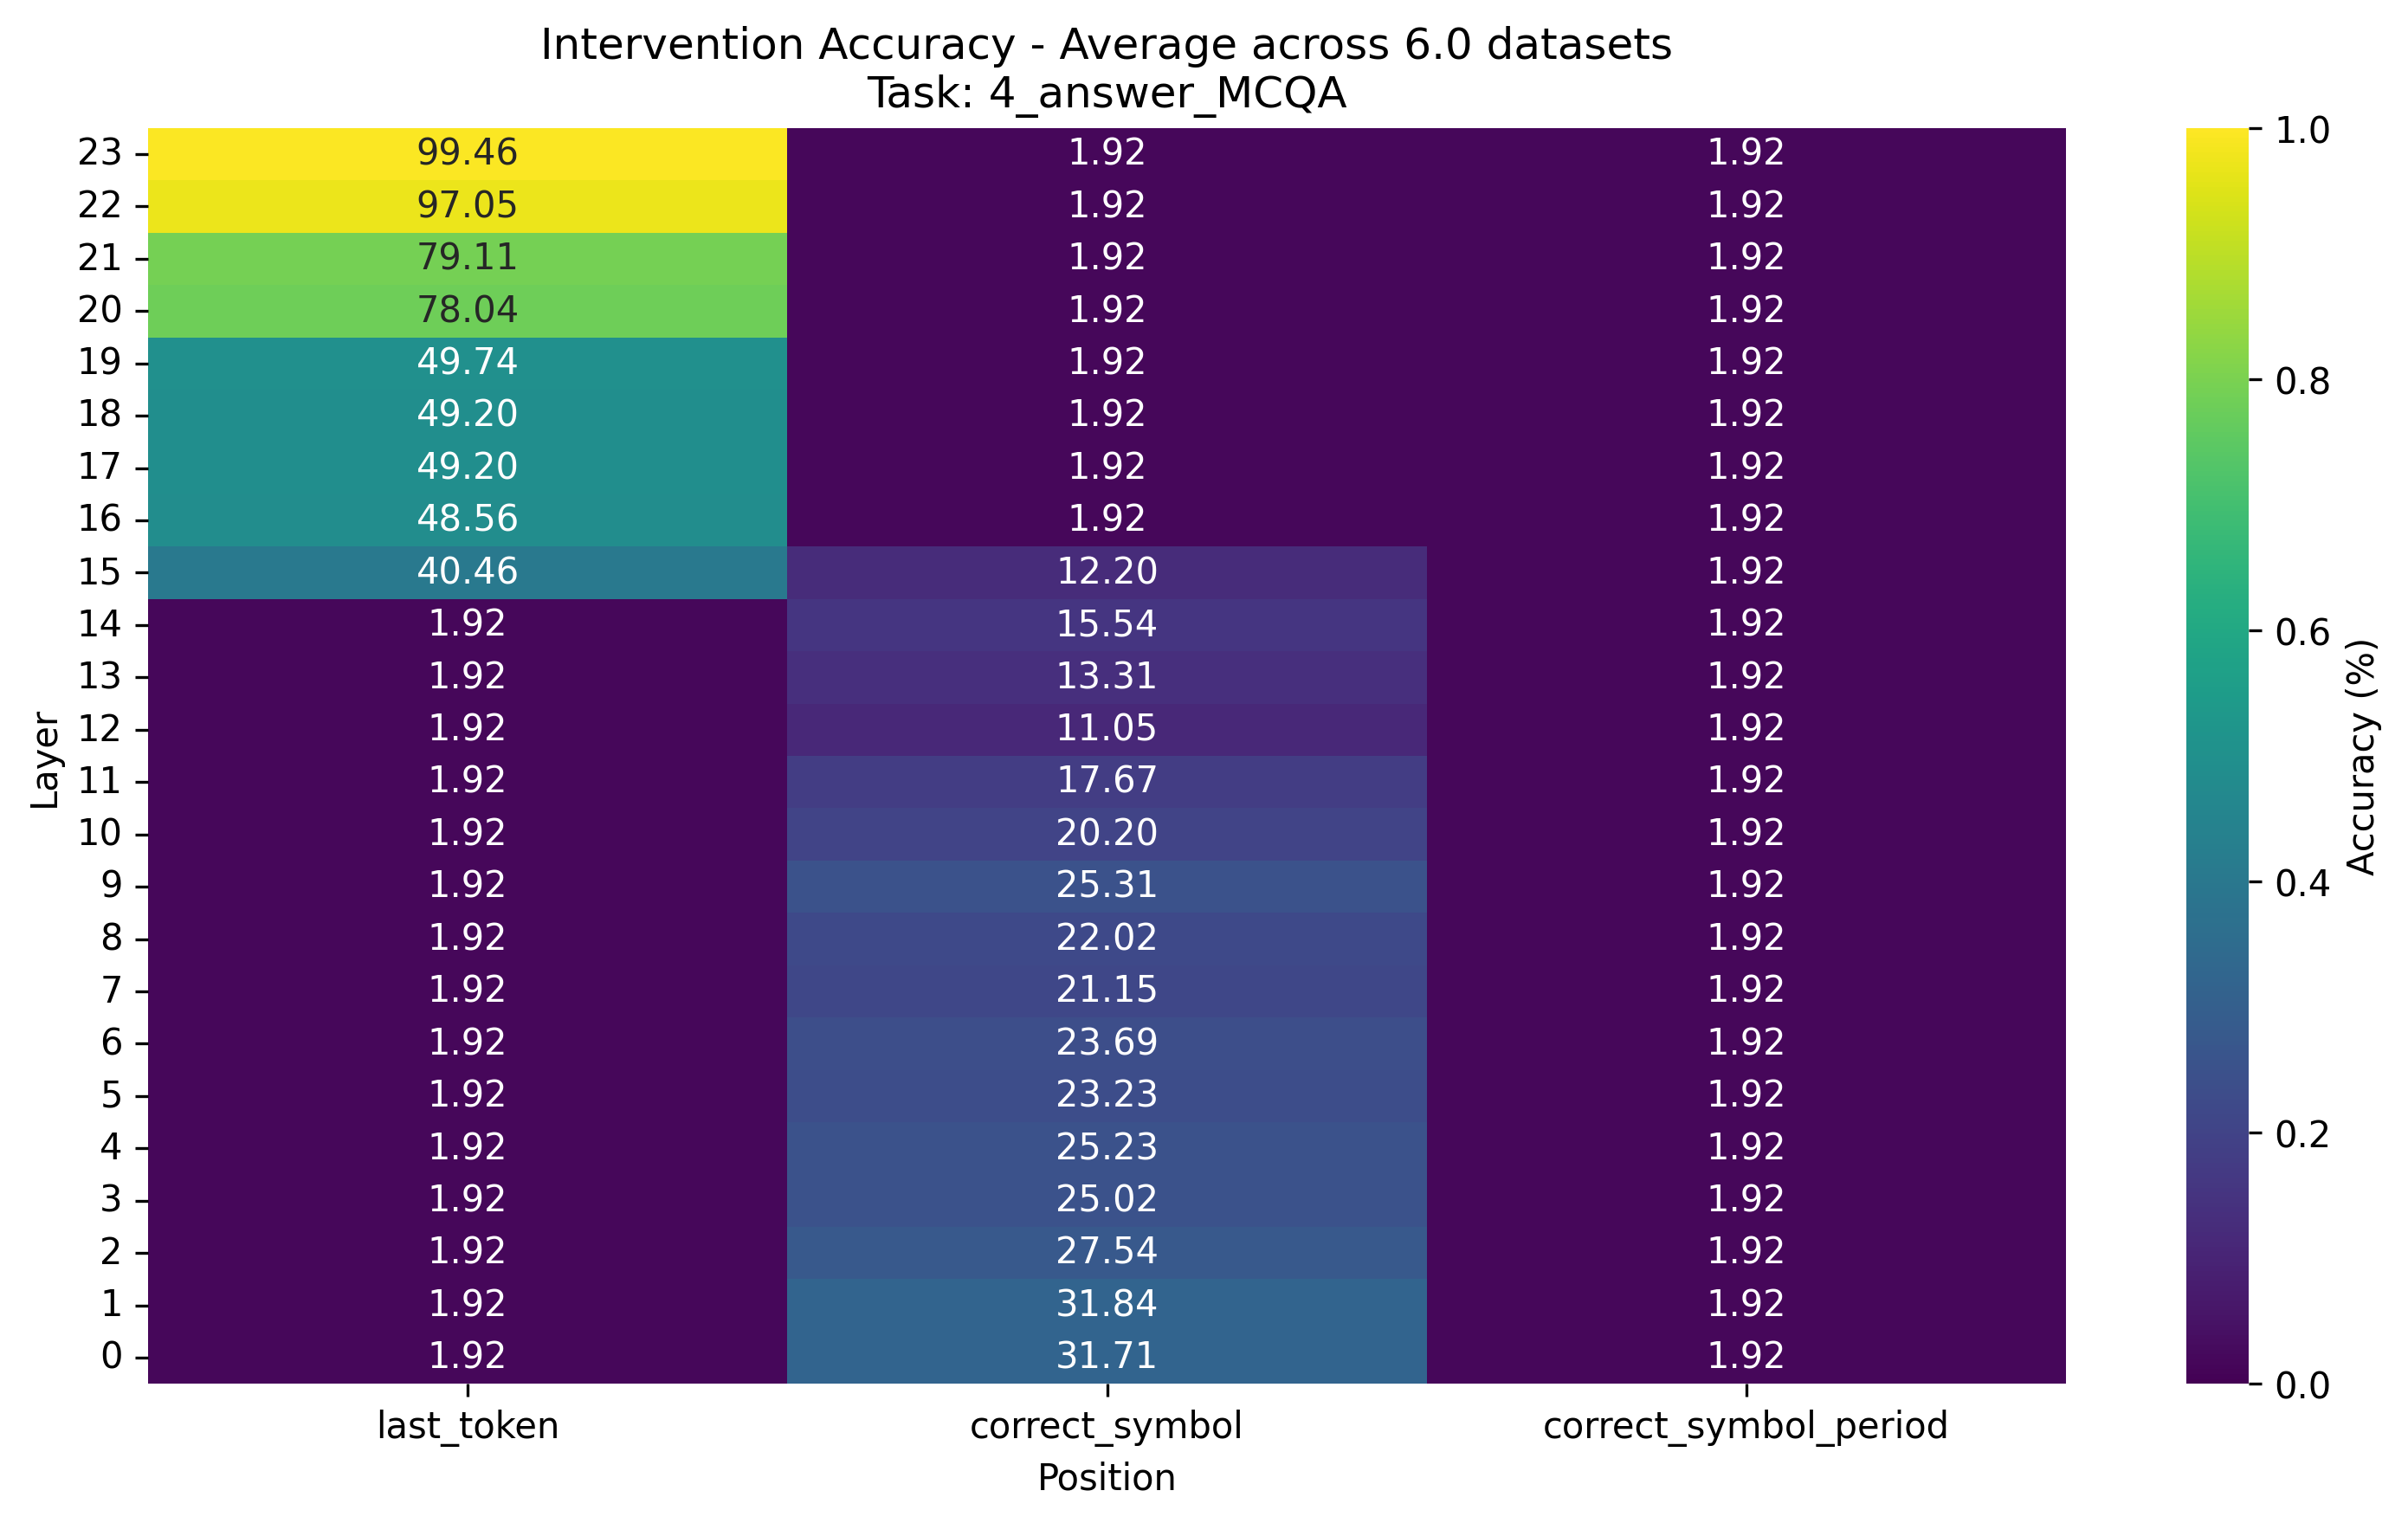 Intervention Accuracy - Average across 6.0 datasets
Task: 4_answer_MCQA
23 99.46 1.92 1.92
22 97.05 1.92 1.92
21 79.11 1.92 1.92
20 78.04 1.92 1.92
19 49.74 1.92 1.92
18 49.20 1.92 1.92
17 49.20 1.92 1.92
16 48.56 1.92 1.92
15 40.46 12.20 1.92
14 1.92 15.54 1.92
13 1.92 13.31 1.92
12 1.92 11.05 1.92
11 1.92 17.67 1.92
10 1.92 20.20 1.92
9 1.92 25.31 1.92
8 1.92 22.02 1.92
7 1.92 21.15 1.92
6 1.92 23.69 1.92
5 1.92 23.23 1.92
4 1.92 25.23 1.92
3 1.92 25.02 1.92
2 1.92 27.54 1.92
1 1.92 31.84 1.92
0 1.92 31.71 1.92
Layer
last_token correct_symbol correct_symbol_period
Position
1.0
0.8
0.6
0.4
0.2
0.0
Accuracy (%)